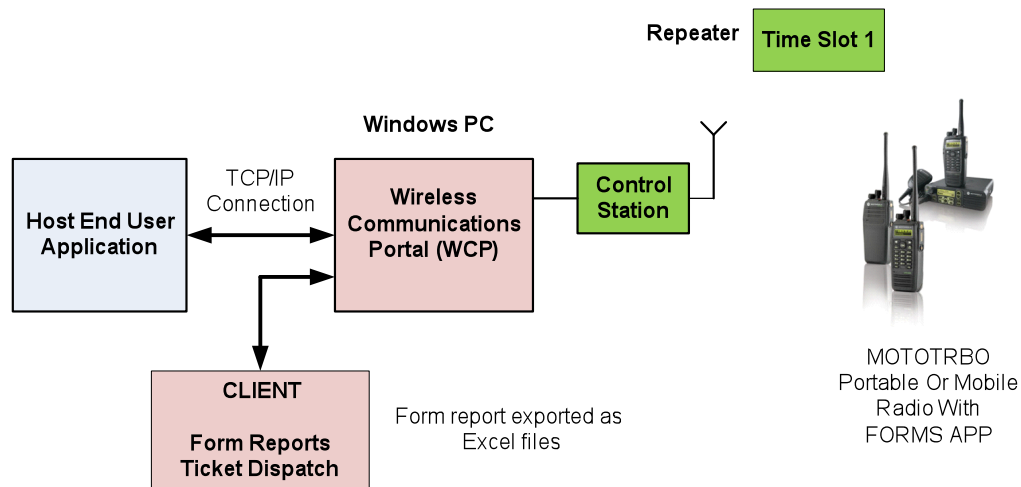 Repeater
Time Slot 1
Windows PC
Host End User
Application
TCP/IP
Connection
Wireless
Communications
Portal (WCP)
Control
Station
CLIENT
Form Reports
Ticket Dispatch
Form report exported as
Excel files
MOTOTRBO
Portable Or Mobile
Radio With
FORMS APP